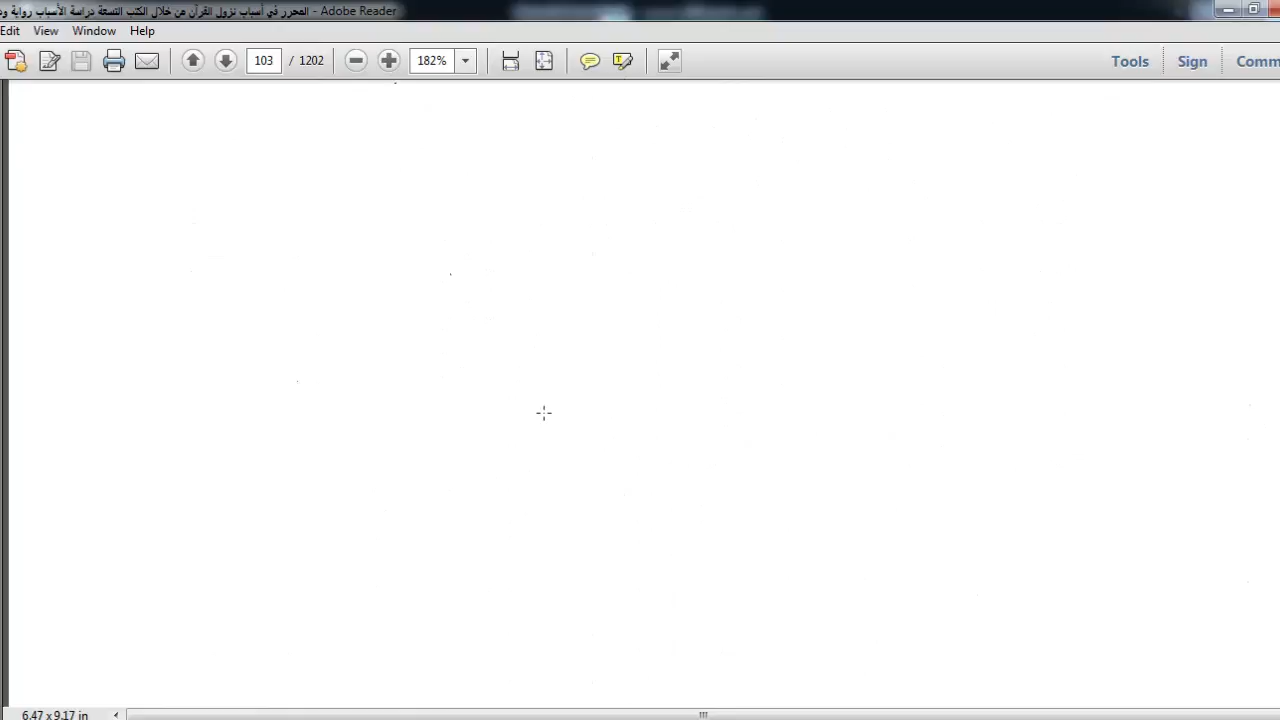 المحرر في أسباب نزول القرآن من خلال الكتب التسعة دراسة الأسباب رواية ود - Adobe Reader
Edit View Window Help
103 / 1202 182% Tools Sign Comm
6.47 x 9.17 in